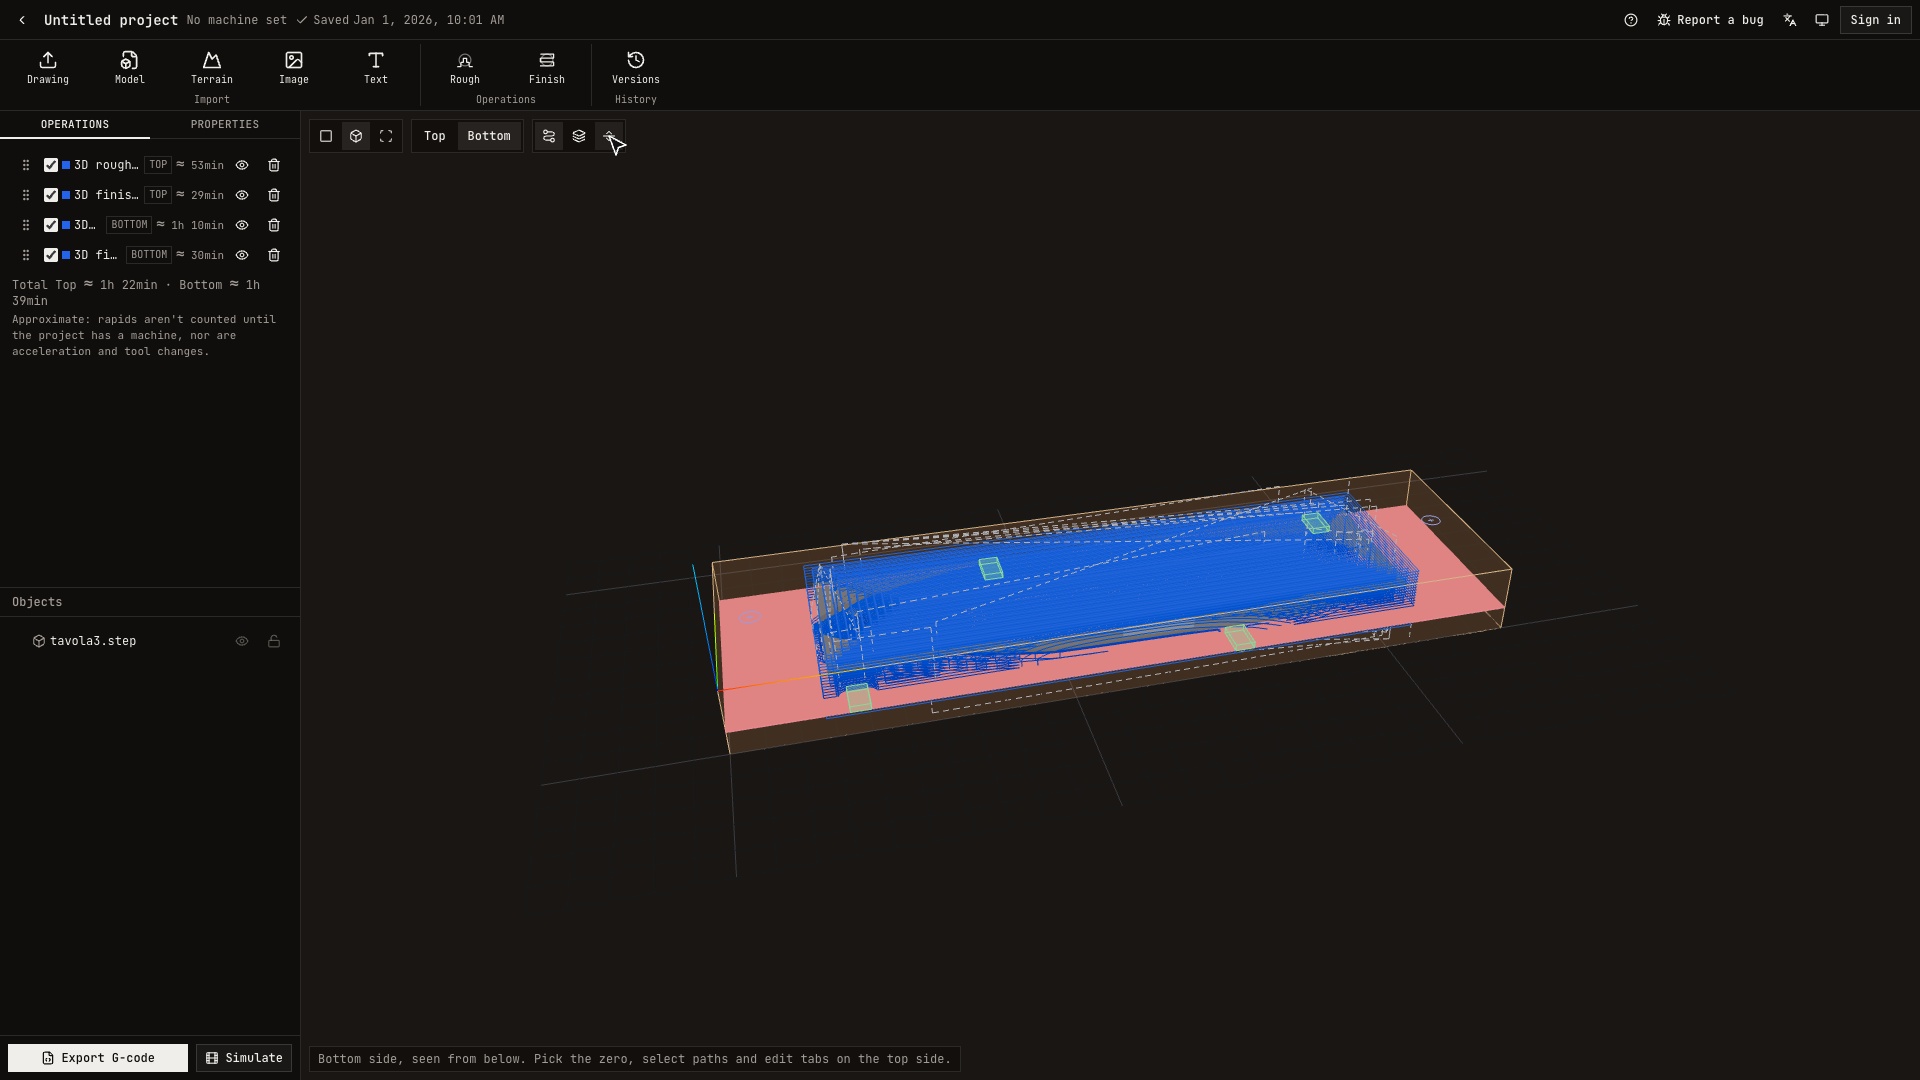 Untitled project No machine set Saved Jan 1, 2026, 10:01 AM
Report a bug
Sign in
Drawing Model Terrain Image Text Rough Finish Versions
Import Operations History
OPERATIONS PROPERTIES
Top Bottom
3D rough… TOP ≈ 53min
3D finis… TOP ≈ 29min
3D… BOTTOM ≈ 1h 10min
3D fi… BOTTOM ≈ 30min
Total Top ≈ 1h 22min · Bottom ≈ 1h
39min
Approximate: rapids aren't counted until
the project has a machine, nor are
acceleration and tool changes.
Objects
tavola3.step
Export G-code Simulate
Bottom side, seen from below. Pick the zero, select paths and edit tabs on the top side.